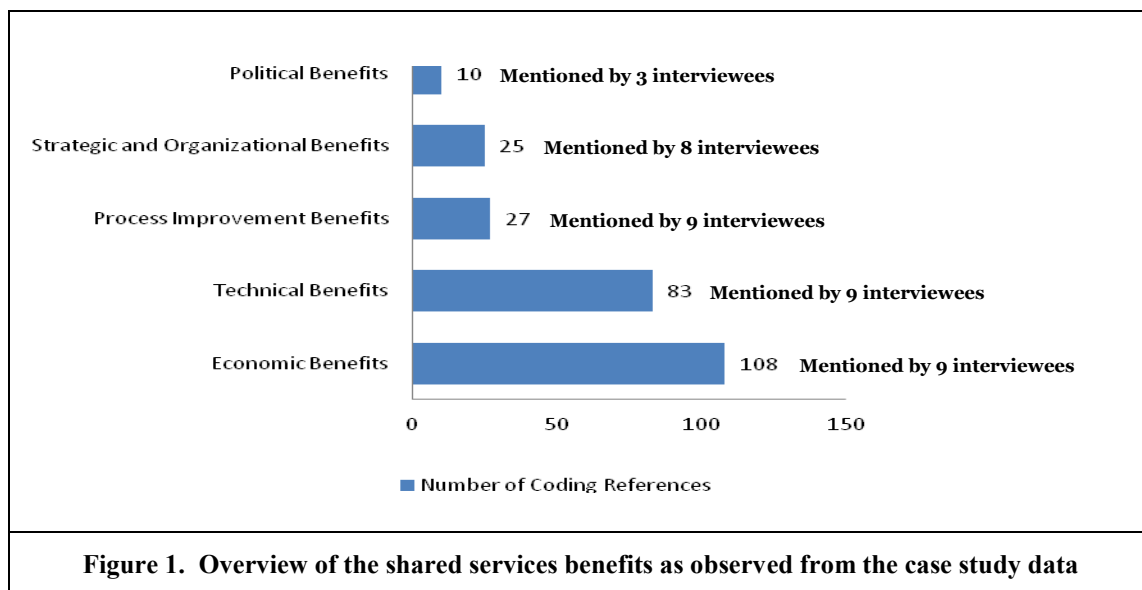 Political Benefits 10 Mentioned by 3 interviewees
Strategic and Organizational Benefits 25 Mentioned by 8 interviewees
Process Improvement Benefits 27 Mentioned by 9 interviewees
Technical Benefits 83 Mentioned by 9 interviewees
Economic Benefits 108 Mentioned by 9 interviewees
0 50 100 150
Number of Coding References
Figure 1. Overview of the shared services benefits as observed from the case study data